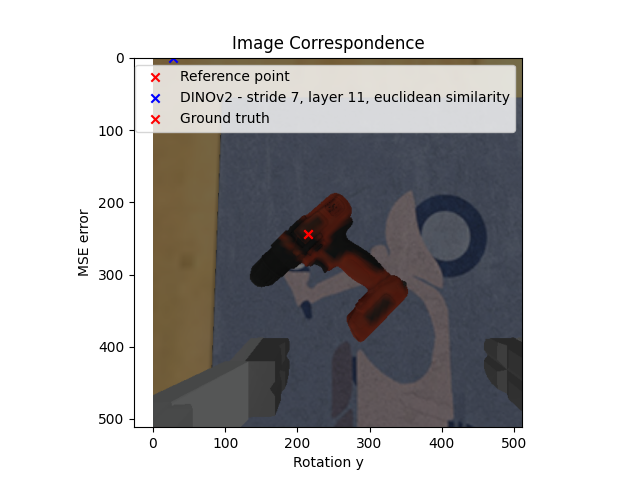 Image Correspondence
Reference point
DINOv2 - stride 7, layer 11, euclidean similarity
Ground truth
0
100
200
300
400
500
MSE error
0
100
200
300
400
500
Rotation y